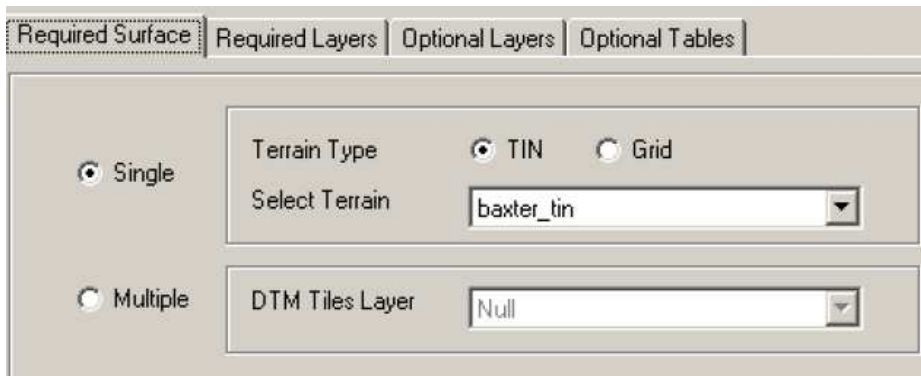 Required Surface Required Layers Optional Layers Optional Tables
Single
Terrain Type TIN Grid
Select Terrain baxter_tin
Multiple DTM Tiles Layer Null